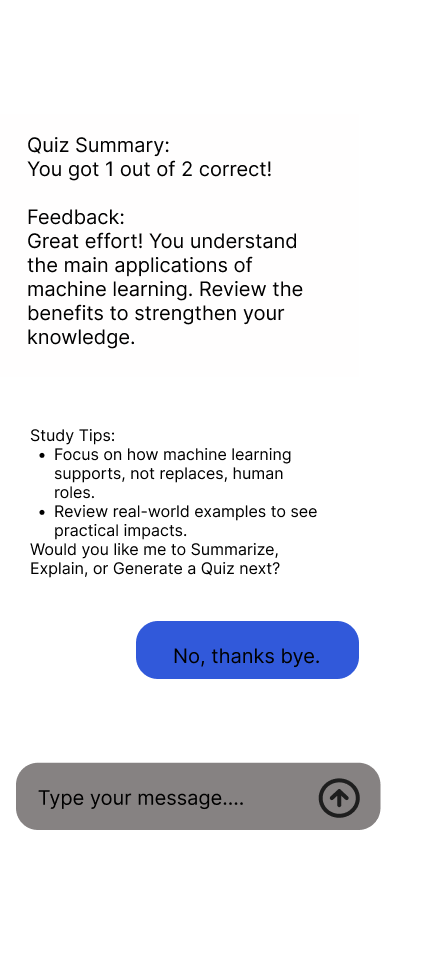 Quiz Summary:
You got 1 out of 2 correct!
Feedback:
Great effort! You understand
the main applications of
machine learning. Review the
benefits to strengthen your
knowledge.
Study Tips:
• Focus on how machine learning
supports, not replaces, human
roles.
• Review real-world examples to see
practical impacts.
Would you like me to Summarize,
Explain, or Generate a Quiz next?
No, thanks bye.
Type your message....